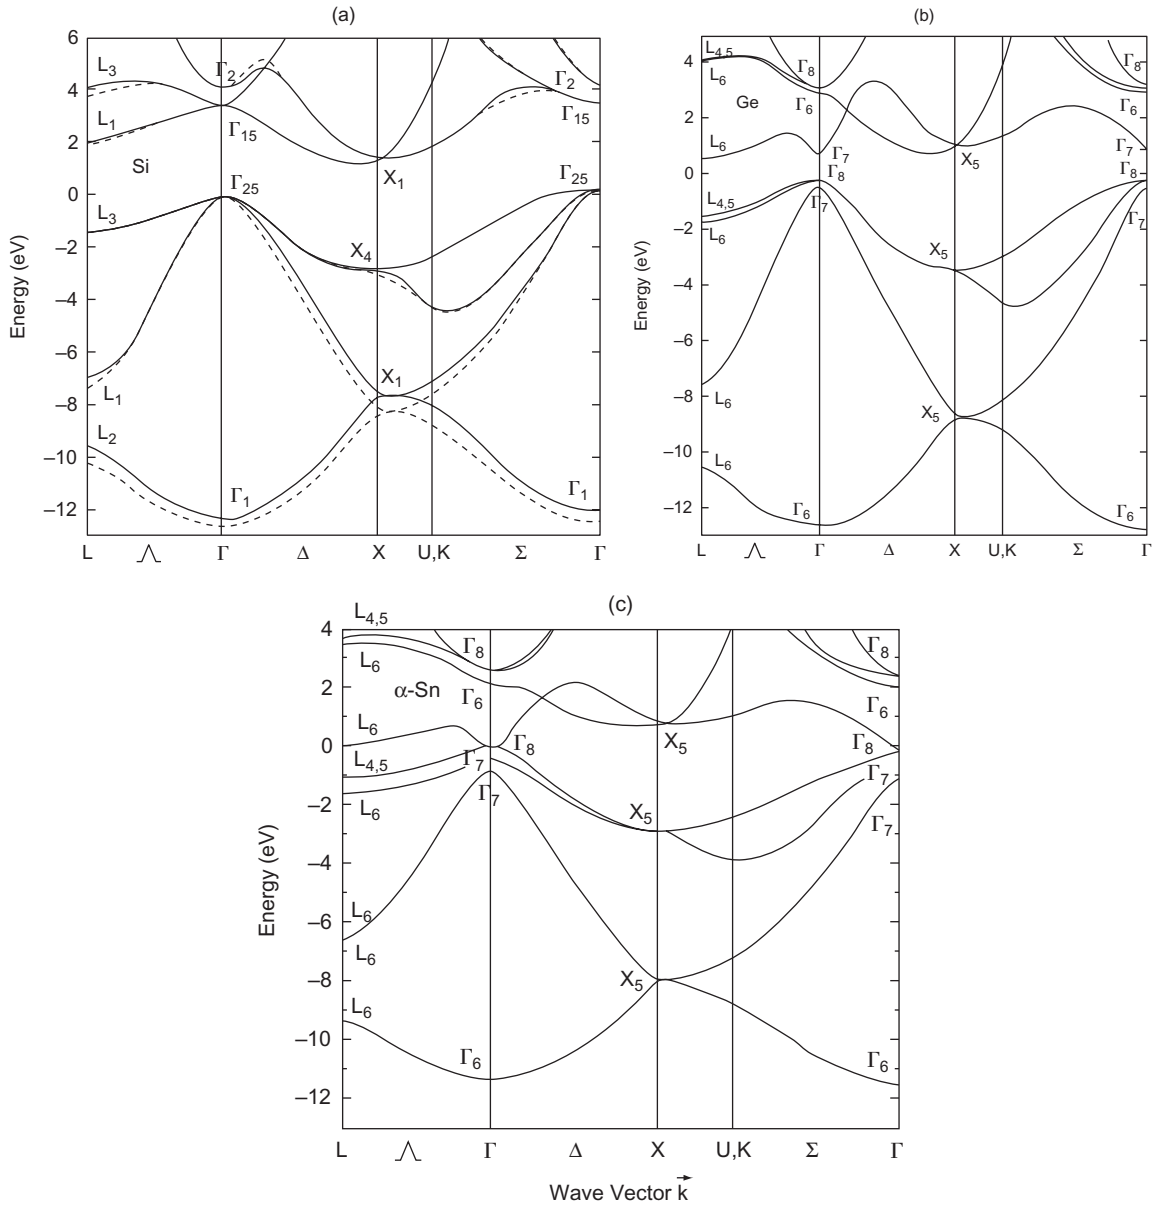 (a)
6
4
2
0
–2
–4
–6
–8
–10
–12
Energy (eV)
L3
L1
Si
L3
L1
L2
Γ2
Γ15
Γ25
Γ1
X1
X4
X1
Γ2
Γ15
Γ25
Γ1
L
Λ
Γ
Δ
X
U,K
Σ
Γ
(b)
4
2
0
–2
–4
–6
–8
–10
–12
Energy (eV)
L4,5
L6
Ge
L6
L4,5
L6
L6
L6
Γ8
Γ6
Γ7
Γ8
Γ7
Γ6
X5
X5
X5
Γ8
Γ6
Γ7
Γ8
Γ7
Γ6
L
Λ
Γ
Δ
X
U,K
Σ
Γ
(c)
4
2
0
–2
–4
–6
–8
–10
–12
Energy (eV)
L4,5
L6
α-Sn
L6
L4,5
L6
L6
L6
L6
Γ8
Γ6
Γ8
Γ7
Γ7
Γ6
X5
X5
X5
Γ8
Γ6
Γ8
Γ7
Γ7
Γ6
L
Λ
Γ
Δ
X
U,K
Σ
Γ
Wave Vector k⃗